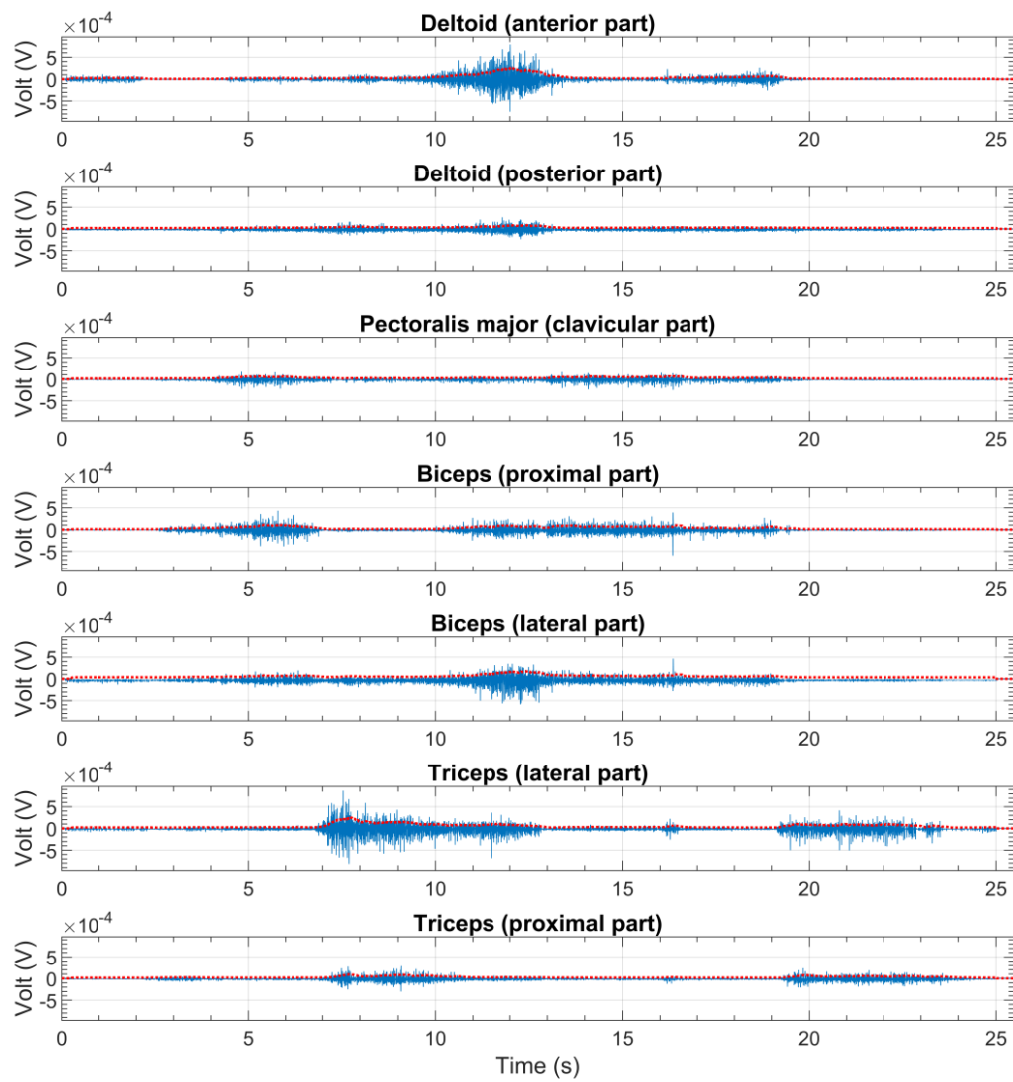 ×10⁻⁴
Deltoid (anterior part)
Volt (V)
5
0
-5
0 5 10 15 20 25
×10⁻⁴
Deltoid (posterior part)
Volt (V)
5
0
-5
0 5 10 15 20 25
×10⁻⁴
Pectoralis major (clavicular part)
Volt (V)
5
0
-5
0 5 10 15 20 25
×10⁻⁴
Biceps (proximal part)
Volt (V)
5
0
-5
0 5 10 15 20 25
×10⁻⁴
Biceps (lateral part)
Volt (V)
5
0
-5
0 5 10 15 20 25
×10⁻⁴
Triceps (lateral part)
Volt (V)
5
0
-5
0 5 10 15 20 25
×10⁻⁴
Triceps (proximal part)
Volt (V)
5
0
-5
0 5 10 15 20 25
Time (s)